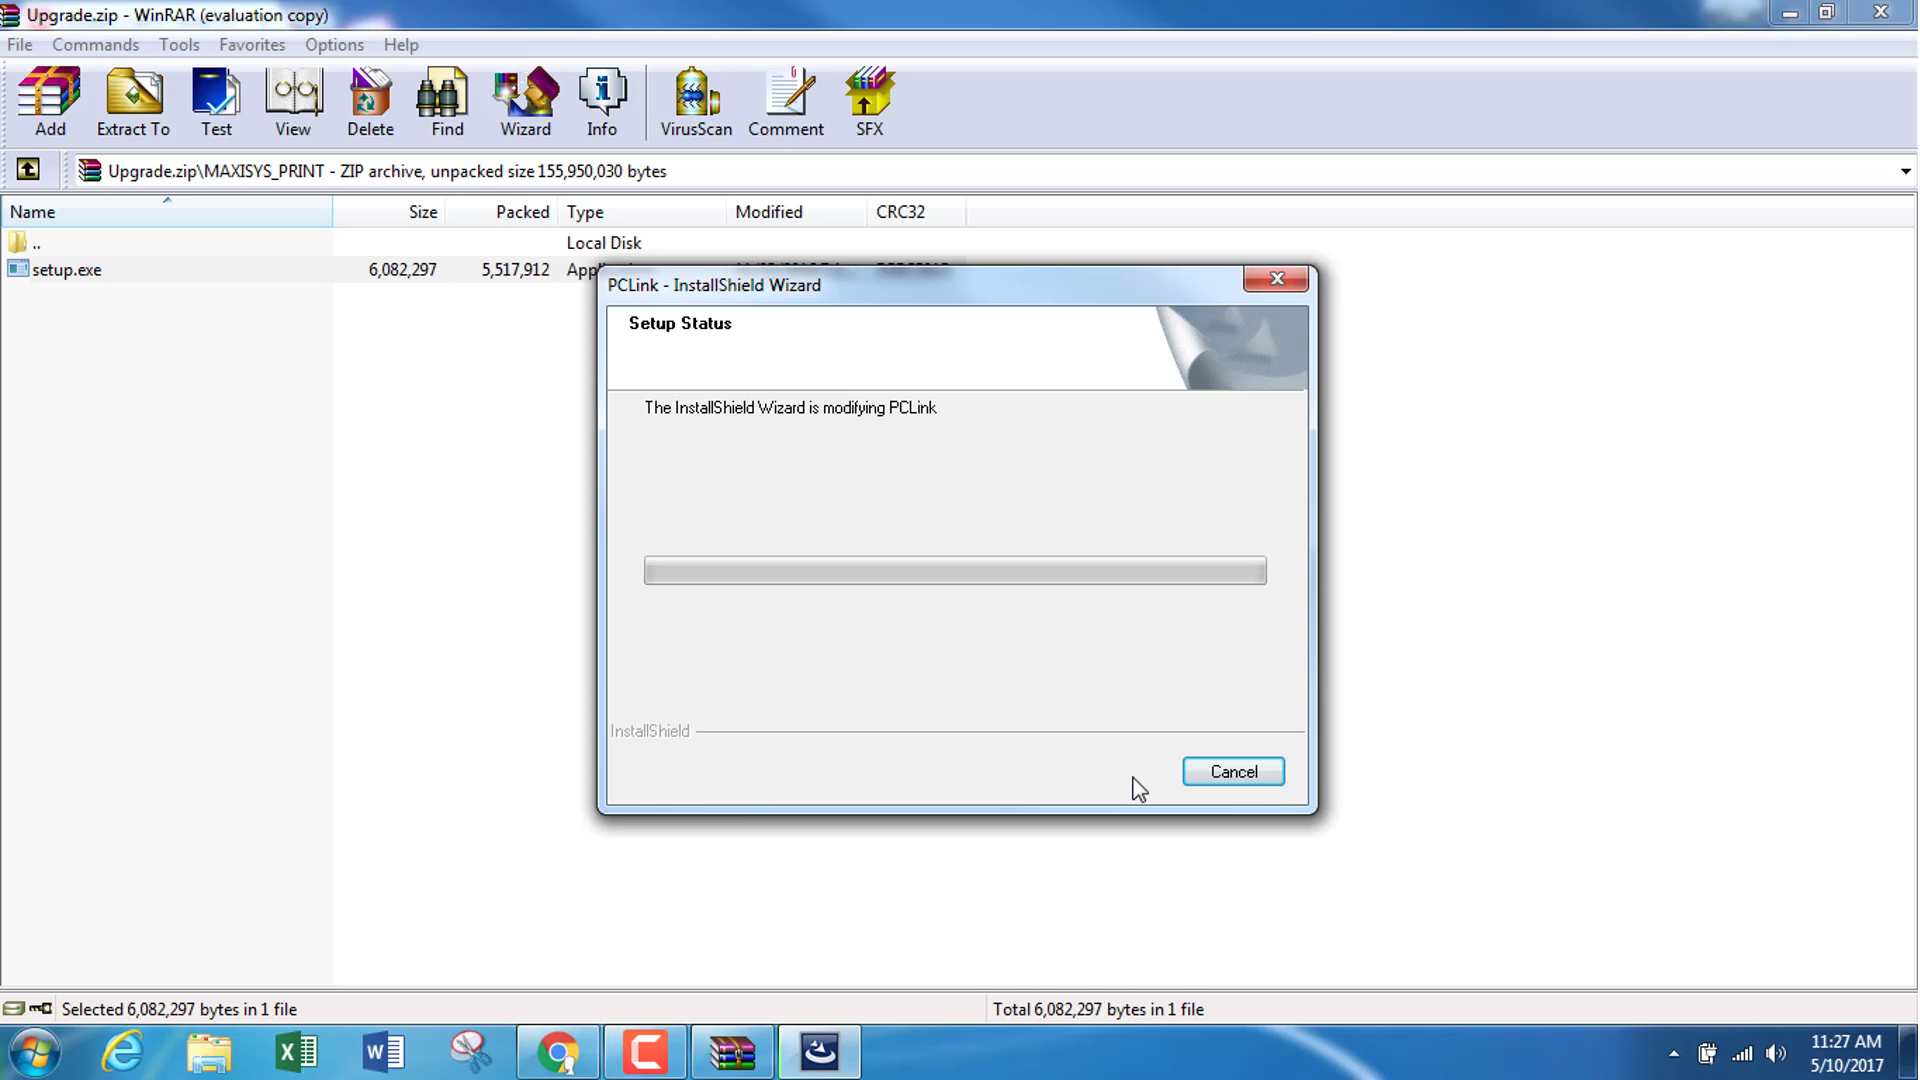 Upgrade.zip - WinRAR (evaluation copy)
File Commands Tools Favorites Options Help
Add Extract To Test View Delete Find Wizard Info VirusScan Comment SFX
Upgrade.zip\MAXISYS_PRINT - ZIP archive, unpacked size 155,950,030 bytes
Name Size Packed Type Modified CRC32
.. Local Disk
setup.exe 6,082,297 5,517,912
PCLink - InstallShield Wizard
Setup Status
The InstallShield Wizard is modifying PCLink
InstallShield
Cancel
Selected 6,082,297 bytes in 1 file Total 6,082,297 bytes in 1 file
11:27 AM
5/10/2017